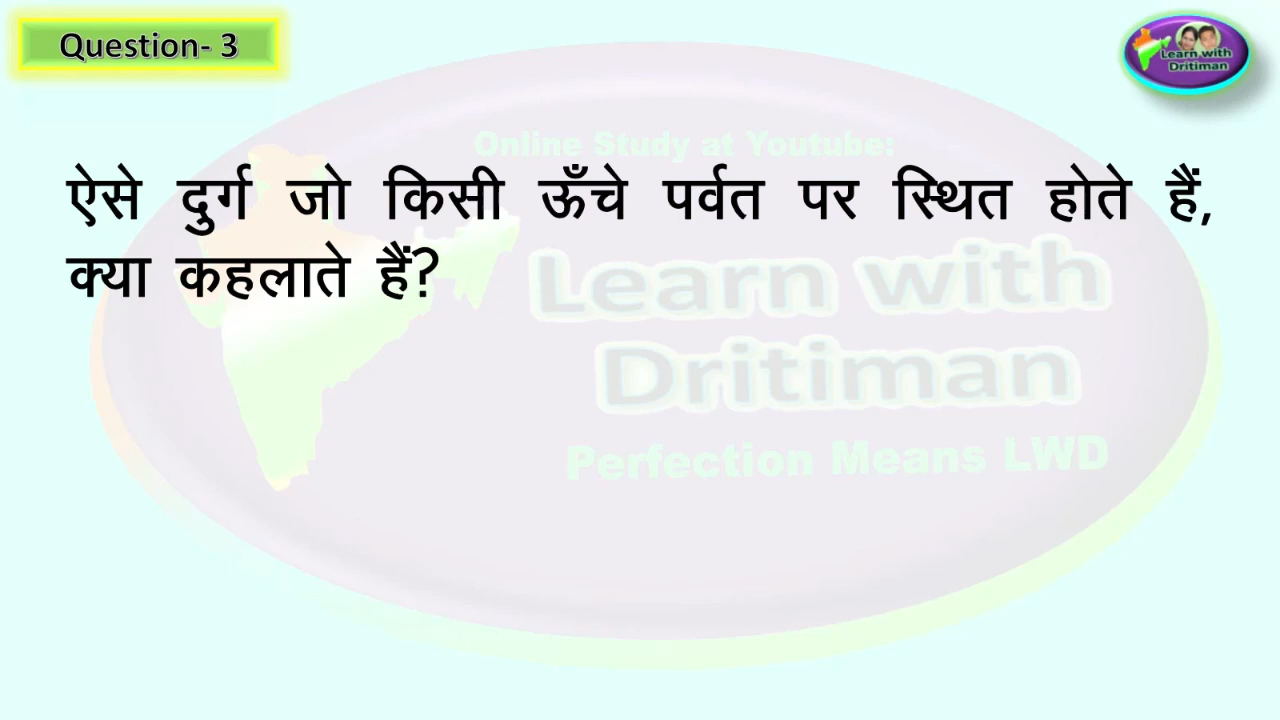 Question- 3
Learn with
Dritiman
Online Study at Youtube:
ऐसे दुर्ग जो किसी ऊँचे पर्वत पर स्थित होते हैं,
क्या कहलाते हैं?
Learn with
Dritiman
Perfection Means LWD